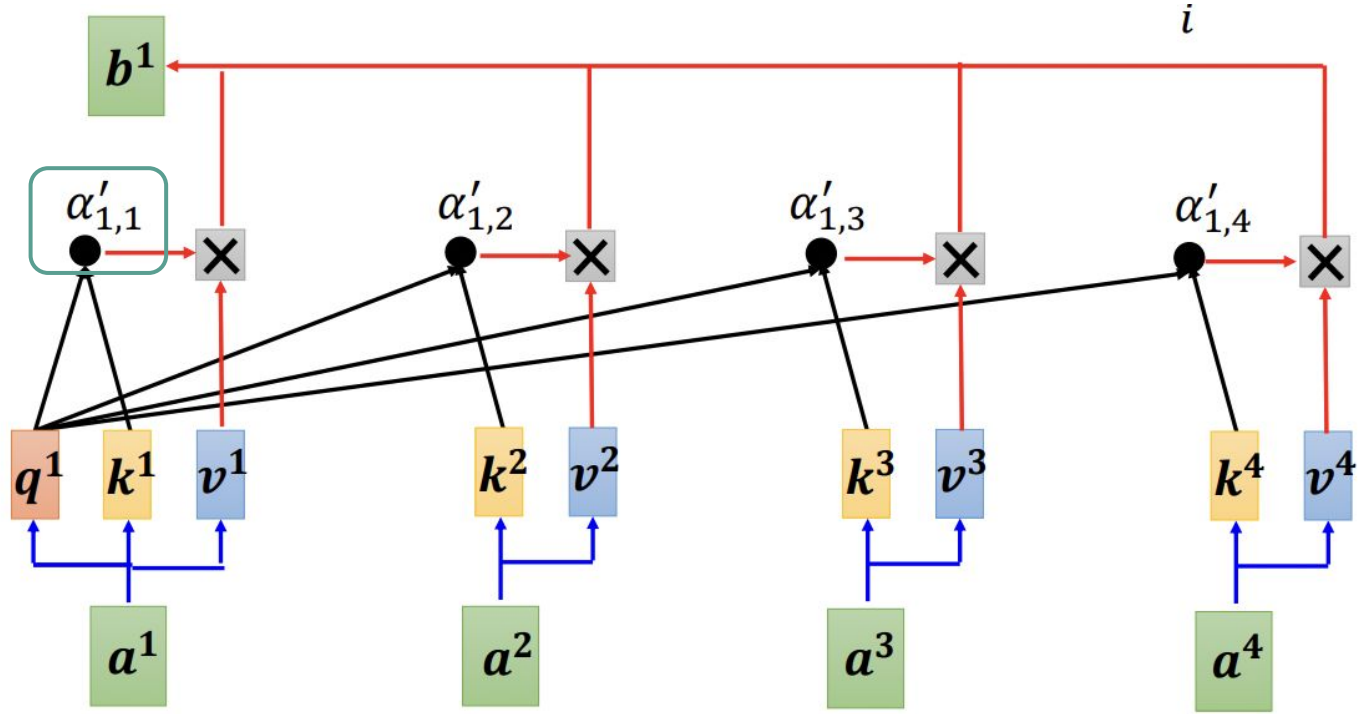 i
b¹
α′₁,₁ α′₁,₂ α′₁,₃ α′₁,₄
q¹ k¹ v¹ k² v² k³ v³ k⁴ v⁴
a¹ a² a³ a⁴